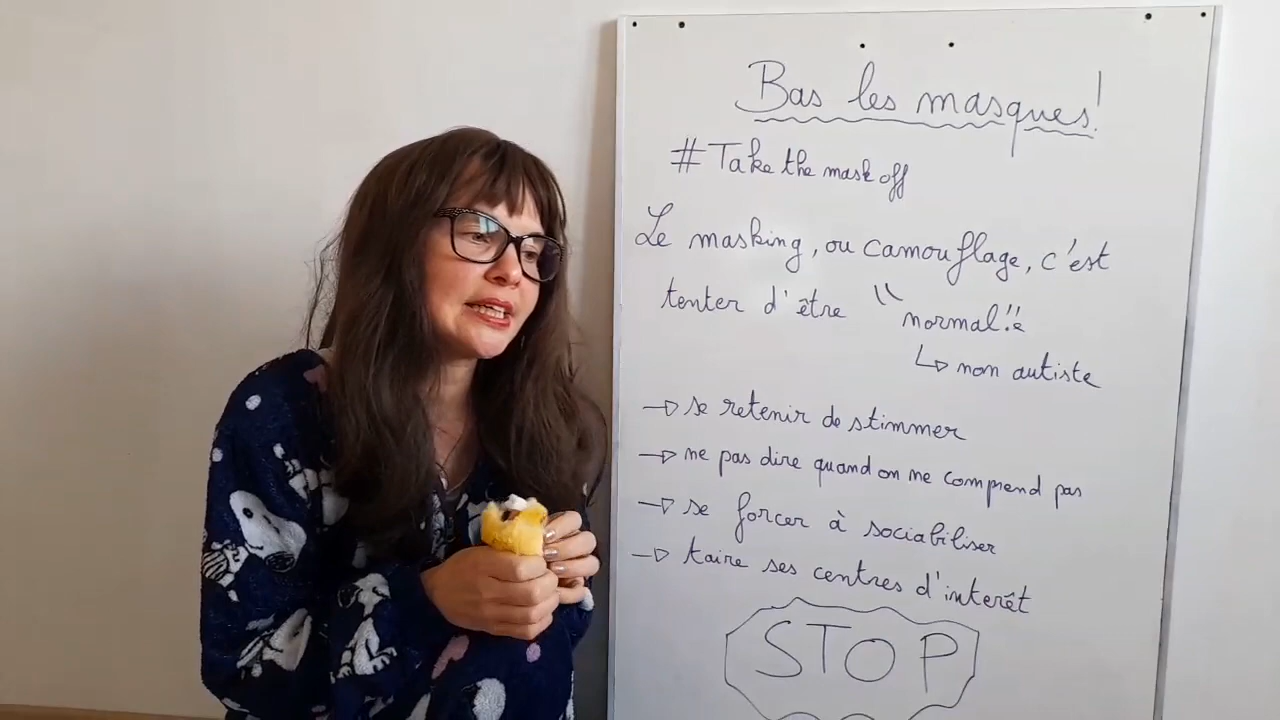 Bas les masques!
# Take the mask off
Le masking, ou camouflage, c'est
tenter d'être "normal".e
↳ non autiste
→ se retenir de stimmer
→ ne pas dire quand on ne comprend pas
→ se forcer à sociabiliser
→ taire ses centres d'interêt
STOP